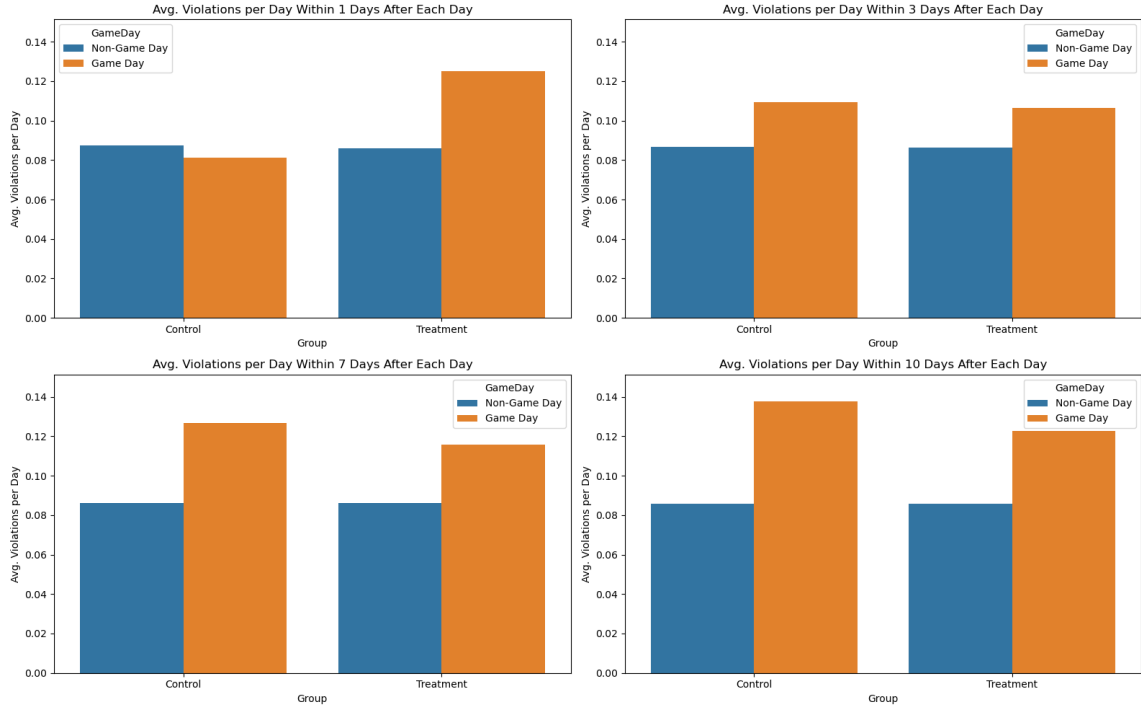 Avg. Violations per Day Within 1 Days After Each Day
Avg. Violations per Day
0.14
0.12
0.10
0.08
0.06
0.04
0.02
0.00
GameDay
Non-Game Day
Game Day
Control
Treatment
Group
Avg. Violations per Day Within 3 Days After Each Day
Avg. Violations per Day
0.14
0.12
0.10
0.08
0.06
0.04
0.02
0.00
GameDay
Non-Game Day
Game Day
Control
Treatment
Group
Avg. Violations per Day Within 7 Days After Each Day
Avg. Violations per Day
0.14
0.12
0.10
0.08
0.06
0.04
0.02
0.00
GameDay
Non-Game Day
Game Day
Control
Treatment
Group
Avg. Violations per Day Within 10 Days After Each Day
Avg. Violations per Day
0.14
0.12
0.10
0.08
0.06
0.04
0.02
0.00
GameDay
Non-Game Day
Game Day
Control
Treatment
Group